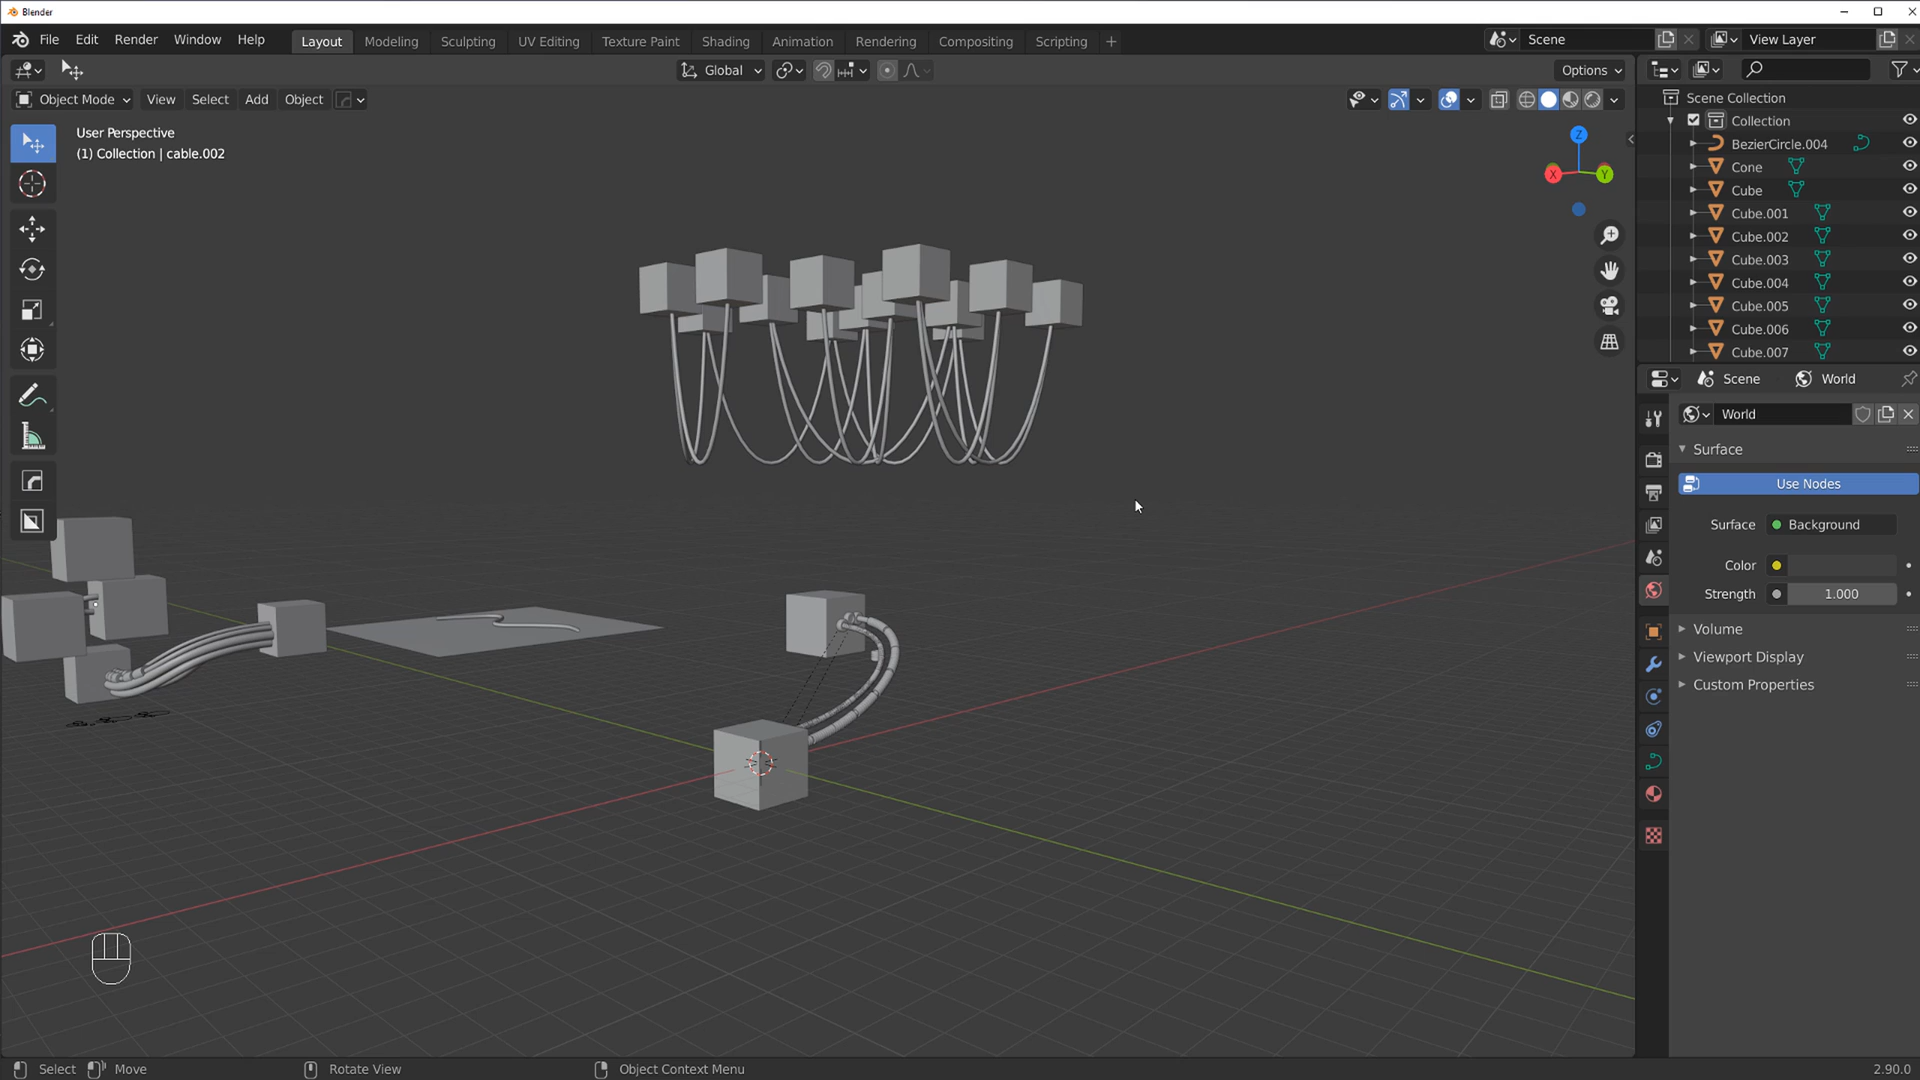 Blender
File Edit Render Window Help Layout Modeling Sculpting UV Editing Texture Paint Shading Animation Rendering Compositing Scripting + Scene View Layer
Global Options
Object Mode View Select Add Object
User Perspective
(1) Collection | cable.002
Z
X Y
Scene Collection
Collection
BezierCircle.004
Cone
Cube
Cube.001
Cube.002
Cube.003
Cube.004
Cube.005
Cube.006
Cube.007
Scene World
World
Surface
Use Nodes
Surface Background
Color
Strength 1.000
Volume
Viewport Display
Custom Properties
Select Move Rotate View Object Context Menu 2.90.0